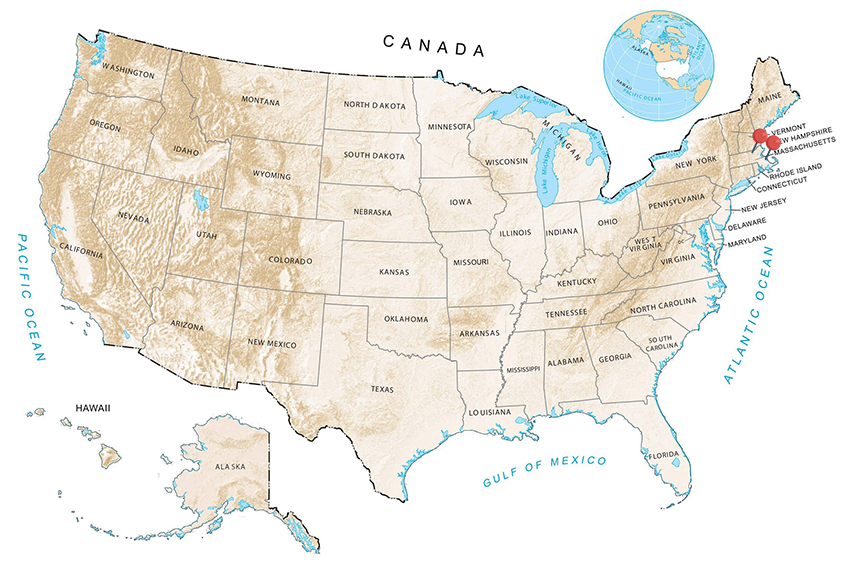 CANADA
ALASKA
HAWAII
PACIFIC OCEAN
WASHINGTON
MONTANA
NORTH DAKOTA
MINNESOTA
Lake Superior
MICHIGAN
Lake Michigan
MAINE
OREGON
IDAHO
WYOMING
SOUTH DAKOTA
WISCONSIN
VERMONT
W HAMPSHIRE
MASSACHUSETTS
NEW YORK
RHODE ISLAND
CONNECTICUT
NEVADA
UTAH
COLORADO
NEBRASKA
IOWA
ILLINOIS
INDIANA
OHIO
PENNSYLVANIA
NEW JERSEY
DELAWARE
MARYLAND
WEST
VIRGINIA
DC
VIRGINIA
CALIFORNIA
KANSAS
MISSOURI
KENTUCKY
PACIFIC OCEAN
ATLANTIC OCEAN
ARIZONA
NEW MEXICO
OKLAHOMA
ARKANSAS
TENNESSEE
NORTH CAROLINA
SOUTH
CAROLINA
MISSISSIPPI
ALABAMA
GEORGIA
TEXAS
LOUISIANA
FLORIDA
GULF OF MEXICO
HAWAII
ALASKA